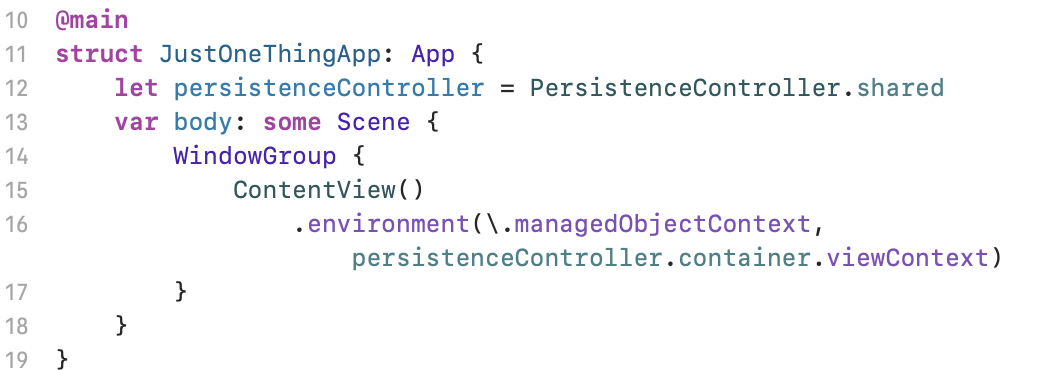 10 @main
11 struct JustOneThingApp: App {
12     let persistenceController = PersistenceController.shared
13     var body: some Scene {
14         WindowGroup {
15             ContentView()
16                 .environment(\.managedObjectContext,
                    persistenceController.container.viewContext)
17         }
18     }
19 }